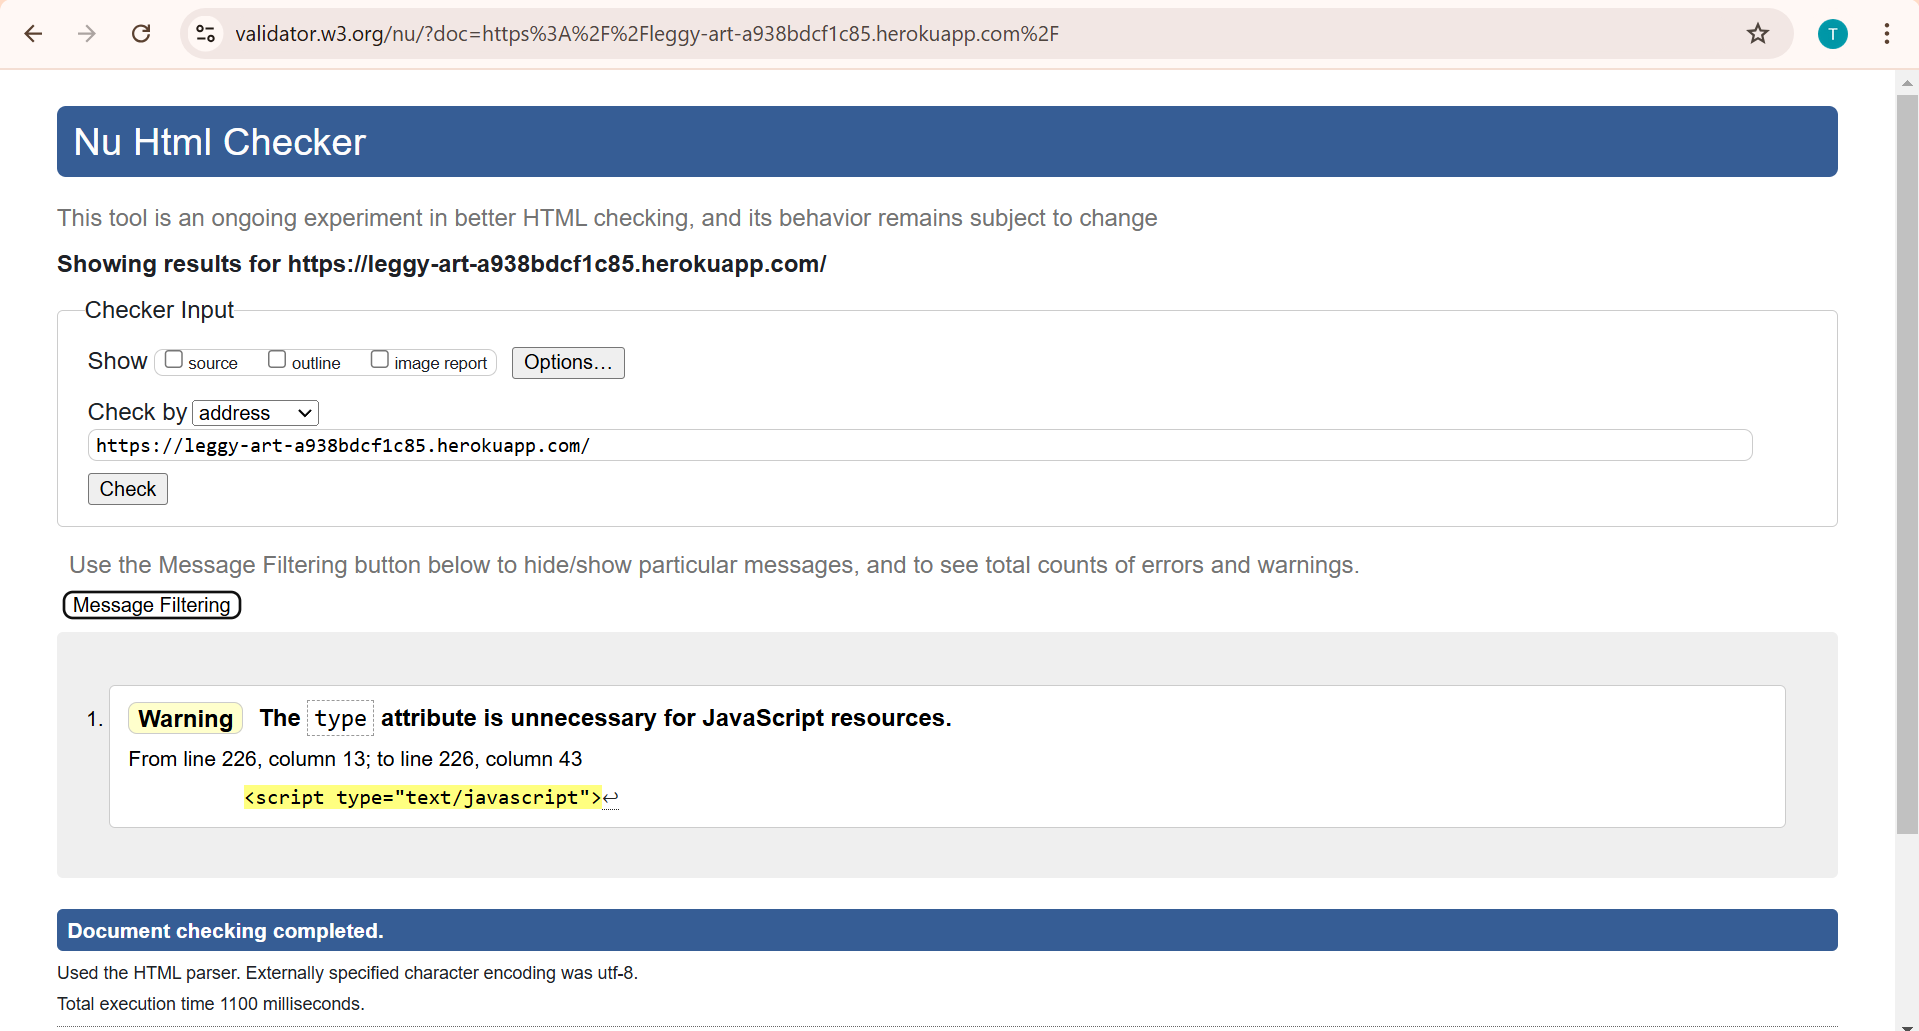 validator.w3.org/nu/?doc=https%3A%2F%2Fleggy-art-a938bdcf1c85.herokuapp.com%2F
T
Nu Html Checker
This tool is an ongoing experiment in better HTML checking, and its behavior remains subject to change
Showing results for https://leggy-art-a938bdcf1c85.herokuapp.com/
Checker Input
Show source outline image report Options...
Check by address
https://leggy-art-a938bdcf1c85.herokuapp.com/
Check
Use the Message Filtering button below to hide/show particular messages, and to see total counts of errors and warnings.
Message Filtering
1. Warning The type attribute is unnecessary for JavaScript resources.
From line 226, column 13; to line 226, column 43
<script type="text/javascript">↩
Document checking completed.
Used the HTML parser. Externally specified character encoding was utf-8.
Total execution time 1100 milliseconds.